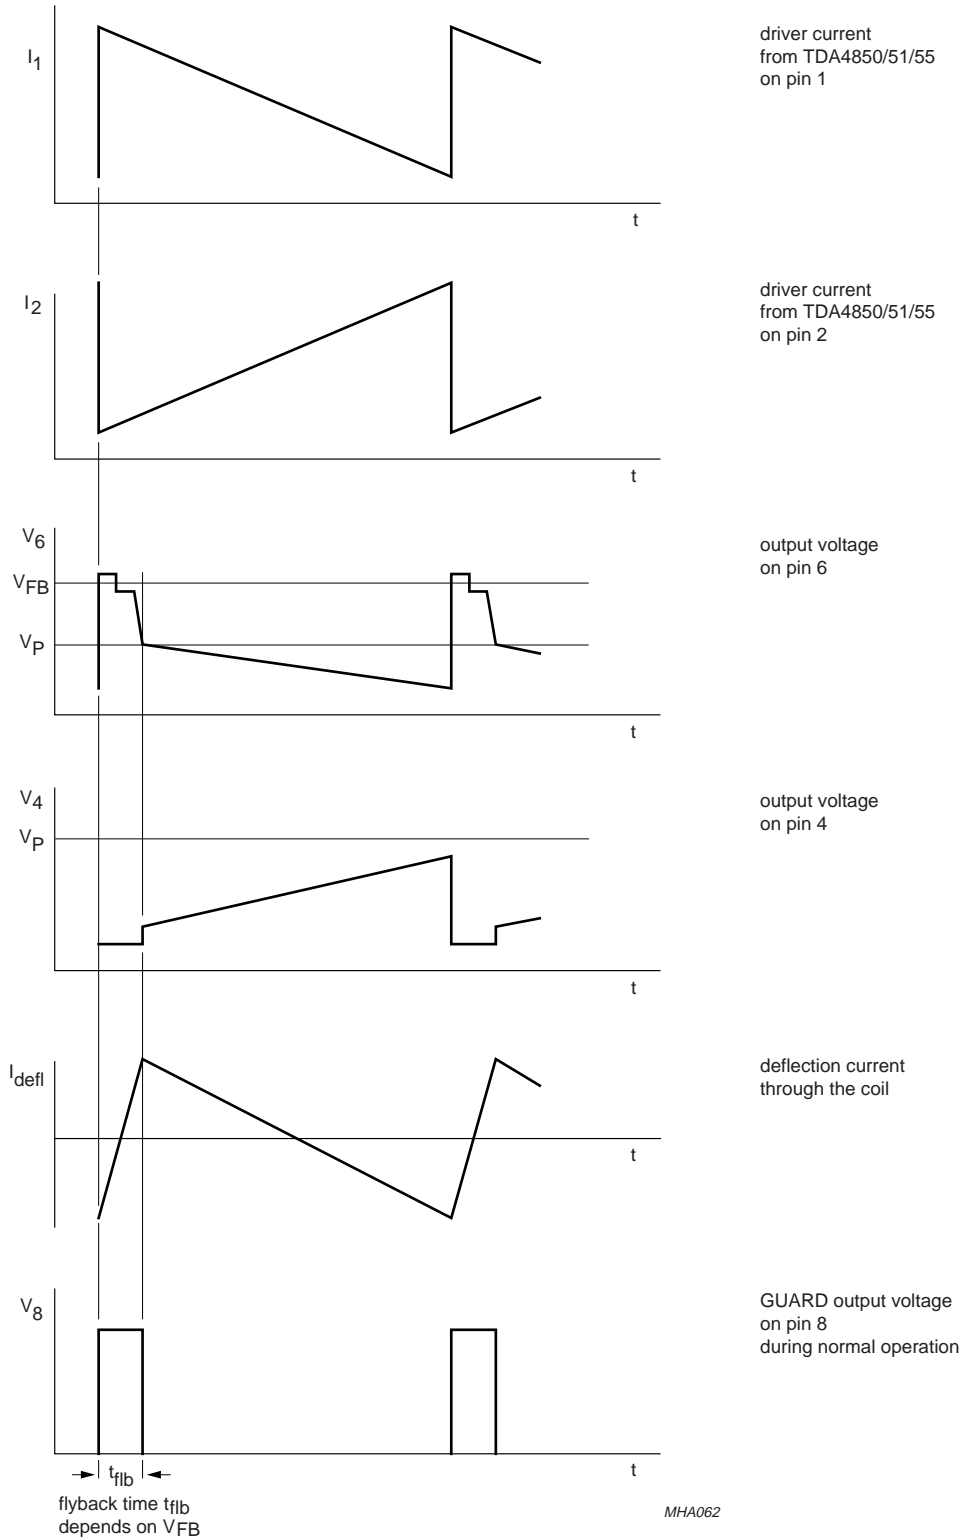 I1
driver current
from TDA4850/51/55
on pin 1
t
I2
driver current
from TDA4850/51/55
on pin 2
t
V6
output voltage
on pin 6
VFB
VP
t
V4
output voltage
on pin 4
VP
t
Idefl
deflection current
through the coil
t
V8
GUARD output voltage
on pin 8
during normal operation
t
tflb
flyback time tflb
depends on VFB
MHA062